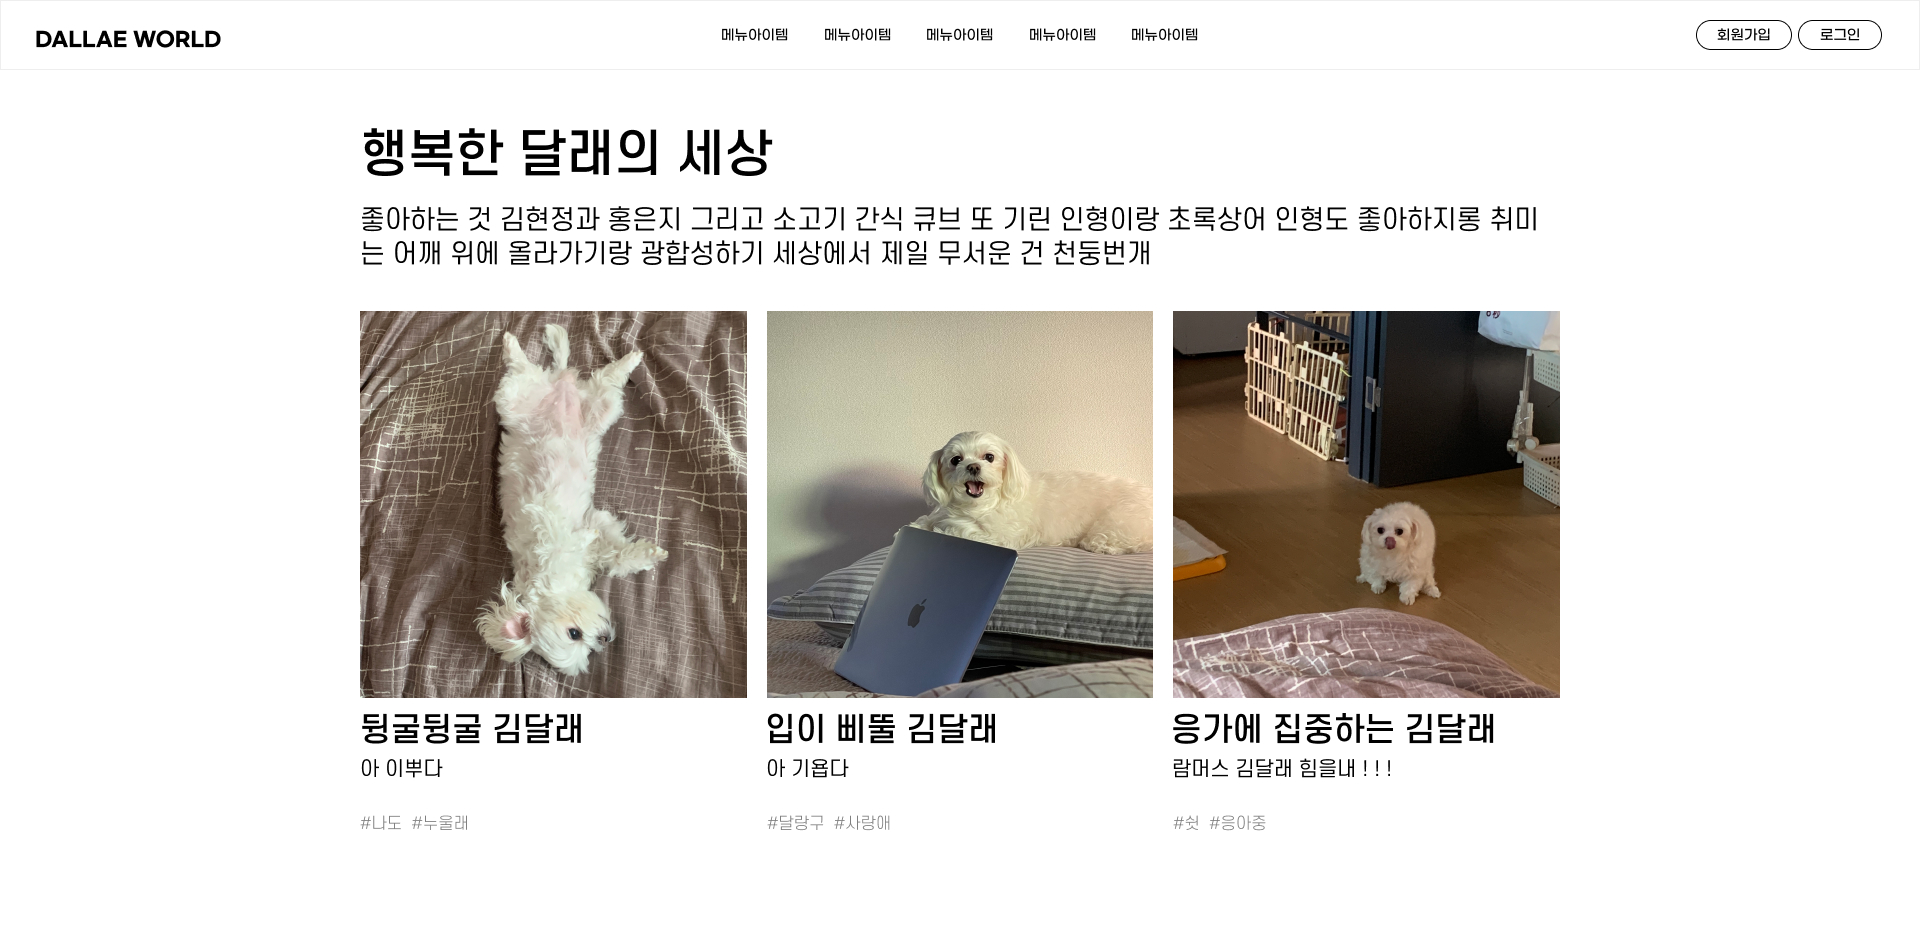 DALLAE WORLD
메뉴아이템 메뉴아이템 메뉴아이템 메뉴아이템 메뉴아이템
회원가입 로그인
행복한 달래의 세상
좋아하는 것 김현정과 홍은지 그리고 소고기 간식 큐브 또 기린 인형이랑 초록상어 인형도 좋아하지롱 취미
는 어깨 위에 올라가기랑 광합성하기 세상에서 제일 무서운 건 천둥번개
뒹굴뒹굴 김달래
아 이뿌다
#나도 #누울래
입이 삐뚤 김달래
아 기욥다
#달랑구 #사랑애
응가에 집중하는 김달래
람머스 김달래 힘을내 ! ! !
#쉿 #응아중